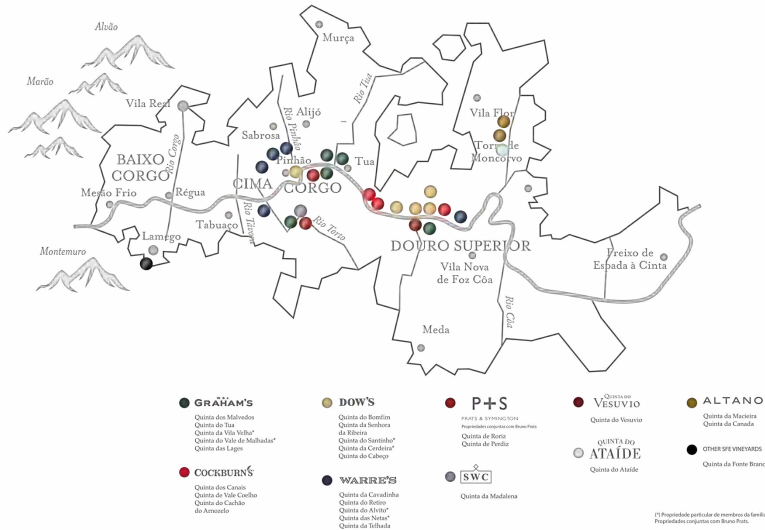 Alvão
Marão
Montemuro
Murça
Rio Tua
Vila Real
Rio Corgo
Alijó
Rio Pinhão
Sabrosa
Vila Flor
Torre de
Moncorvo
BAIXO
CORGO
Pinhão
Tua
CIMA CORGO
Mesão Frio
Régua
Tabuaço
Rio Távora
Rio Torto
Lamego
DOURO SUPERIOR
Vila Nova
de Foz Côa
Freixo de
Espada à Cinta
Rio Côa
Meda
GRAHAM'S
Quinta dos Malvedos
Quinta do Tua
Quinta da Vila Velha*
Quinta do Vale de Malhadas*
Quinta das Lages
COCKBURN'S
Quinta dos Canais
Quinta de Vale Coelho
Quinta do Cachão
do Arnozelo
DOW'S
Quinta do Bomfim
Quinta da Senhora
da Ribeira
Quinta do Santinho*
Quinta da Cerdeira*
Quinta do Cabeço
WARRE'S
Quinta da Cavadinha
Quinta do Retiro
Quinta do Alvito*
Quinta das Netas*
Quinta da Telhada
P+S
PRATS & SYMINGTON
Propriedades conjuntas com Bruno Prats
Quinta de Roriz
Quinta de Perdiz
SWC
Quinta da Madalena
QUINTA DO
VESUVIO
Quinta do Vesuvio
QUINTA DO
ATAÍDE
Quinta do Ataíde
ALTANO
Quinta da Macieira
Quinta da Canada
OTHER SFE VINEYARDS
Quinta da Fonte Branc
(*) Propriedade particular de membros da famíli
Propriedades conjuntas com Bruno Prats.